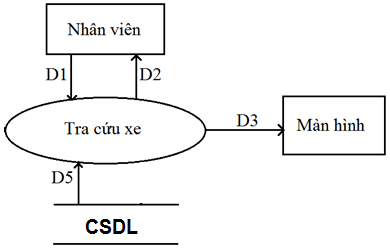 Nhân viên
D1
D2
Tra cứu xe
D3
Màn hình
D5
CSDL